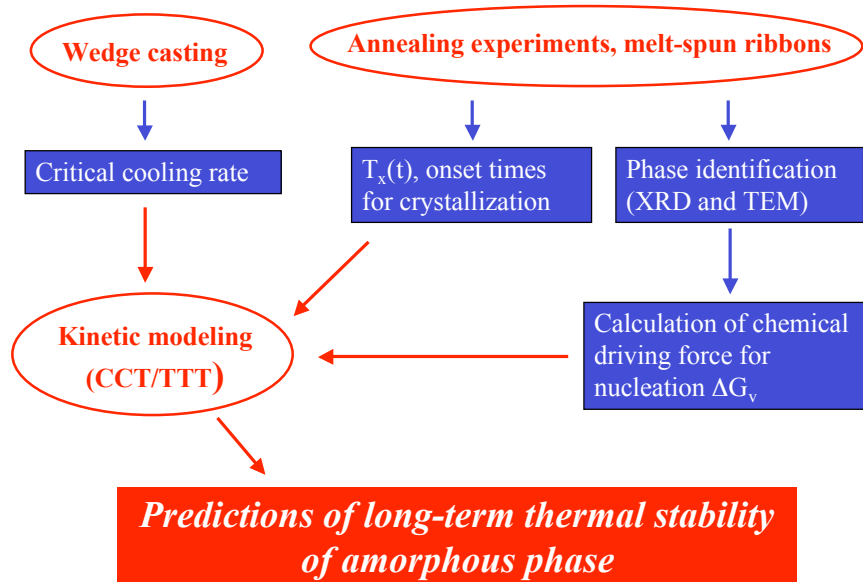 Wedge casting
Annealing experiments, melt-spun ribbons
Critical cooling rate
Tx(t), onset times
for crystallization
Phase identification
(XRD and TEM)
Kinetic modeling
(CCT/TTT)
Calculation of chemical
driving force for
nucleation ΔGv
Predictions of long-term thermal stability
of amorphous phase